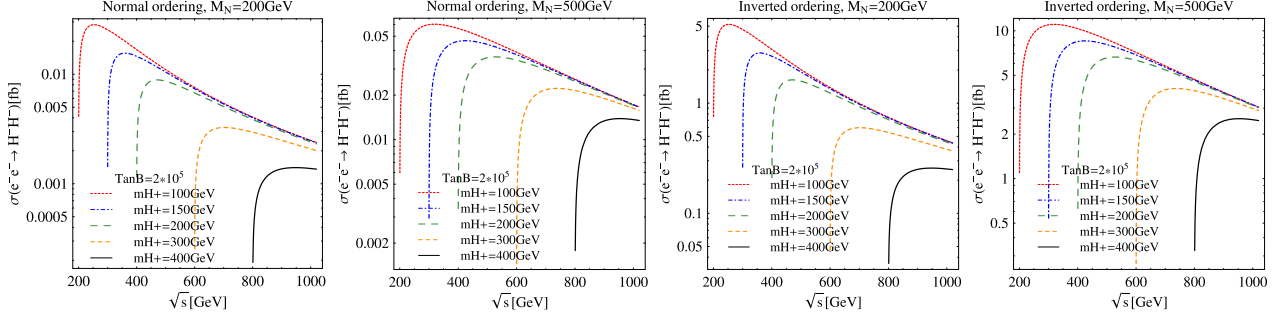 Normal ordering, M_N=200GeV
σ(e⁻e⁻→ H⁻H⁻)[fb]
0.01
0.005
0.001
0.0005
TanB=2*10⁵
mH+=100GeV
mH+=150GeV
mH+=200GeV
mH+=300GeV
mH+=400GeV
200 400 600 800 1000
√s[GeV]
Normal ordering, M_N=500GeV
σ(e⁻e⁻→ H⁻H⁻)[fb]
0.05
0.02
0.01
0.005
0.002
TanB=2*10⁵
mH+=100GeV
mH+=150GeV
mH+=200GeV
mH+=300GeV
mH+=400GeV
200 400 600 800 1000
√s[GeV]
Inverted ordering, M_N=200GeV
σ(e⁻e⁻→ H⁻H⁻)[fb]
5
1
0.5
0.1
0.05
TanB=2*10⁵
mH+=100GeV
mH+=150GeV
mH+=200GeV
mH+=300GeV
mH+=400GeV
200 400 600 800 1000
√s[GeV]
Inverted ordering, M_N=500GeV
σ(e⁻e⁻→ H⁻H⁻)[fb]
10
5
2
1
0.5
TanB=2*10⁵
mH+=100GeV
mH+=150GeV
mH+=200GeV
mH+=300GeV
mH+=400GeV
200 400 600 800 1000
√s[GeV]